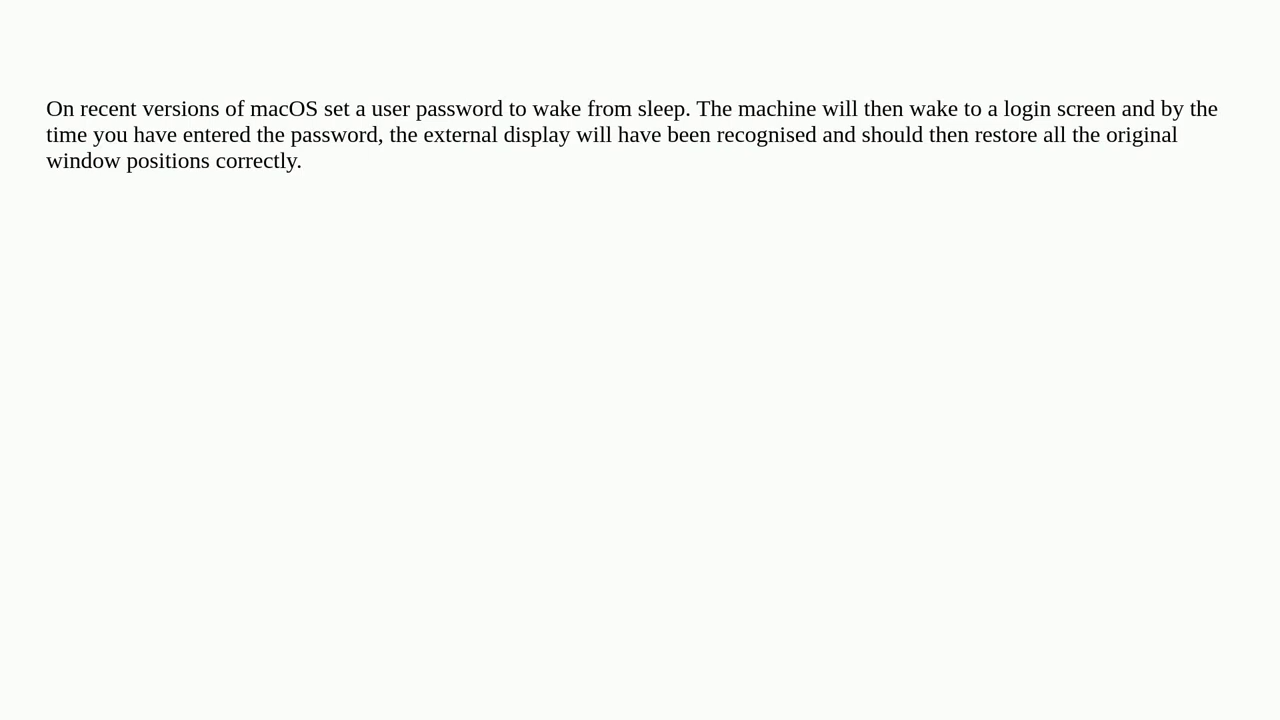 On recent versions of macOS set a user password to wake from sleep. The machine will then wake to a login screen and by the
time you have entered the password, the external display will have been recognised and should then restore all the original
window positions correctly.